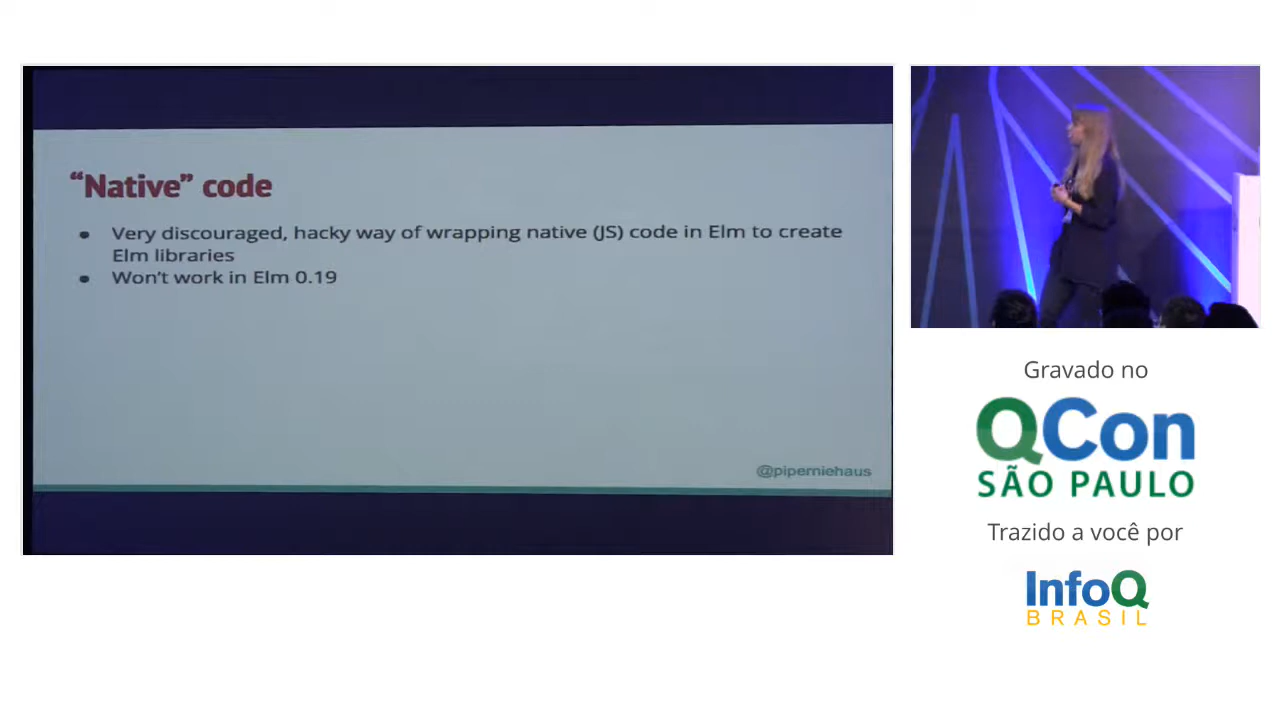 “Native” code
● Very discouraged, hacky way of wrapping native (JS) code in Elm to create
Elm libraries
● Won’t work in Elm 0.19
@piperniehaus
Gravado no
QCon
SÃO PAULO
Trazido a você por
InfoQ
BRASIL